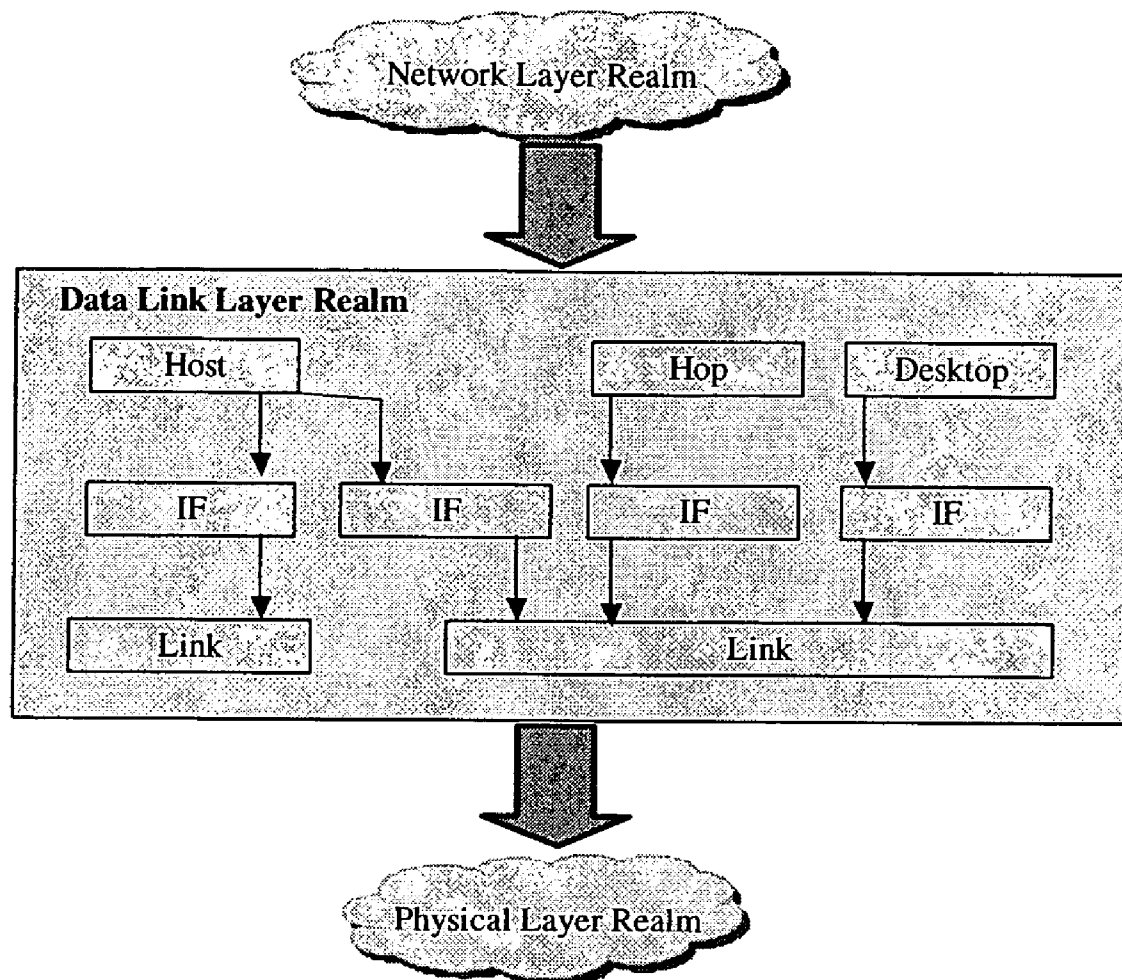 Network Layer Realm
Data Link Layer Realm
Host
Hop
Desktop
IF
IF
IF
IF
Link
Link
Physical Layer Realm